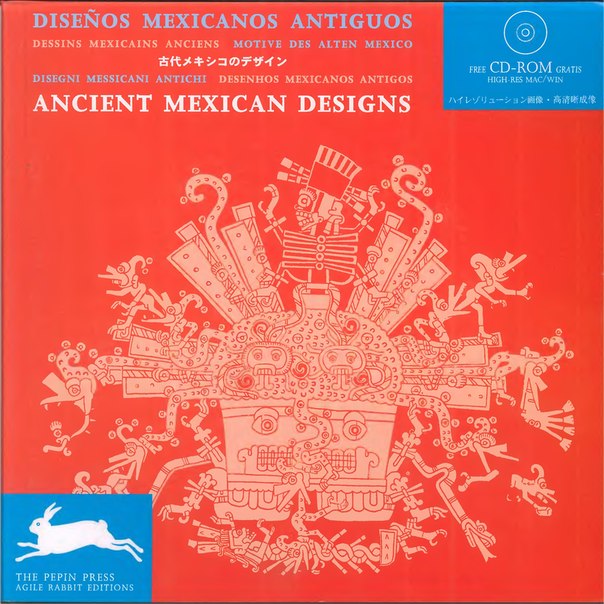 DISEÑOS MEXICANOS ANTIGUOS
DESSINS MEXICAINS ANCIENS MOTIVE DES ALTEN MEXICO
古代メキシコのデザイン
DISEGNI MESSICANI ANTICHI DESENHOS MEXICANOS ANTIGOS
ANCIENT MEXICAN DESIGNS
FREE CD-ROM GRATIS
HIGH-RES MAC/WIN
ハイレゾリューション画像・高清晰成像
THE PEPIN PRESS
AGILE RABBIT EDITIONS